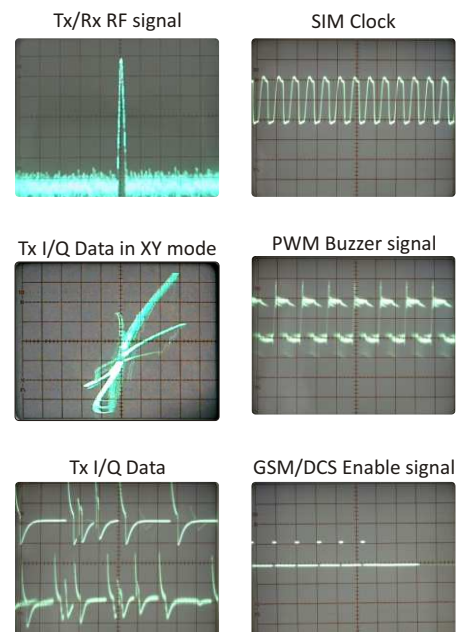 Tx/Rx RF signal
SIM Clock
Tx I/Q Data in XY mode
PWM Buzzer signal
Tx I/Q Data
GSM/DCS Enable signal